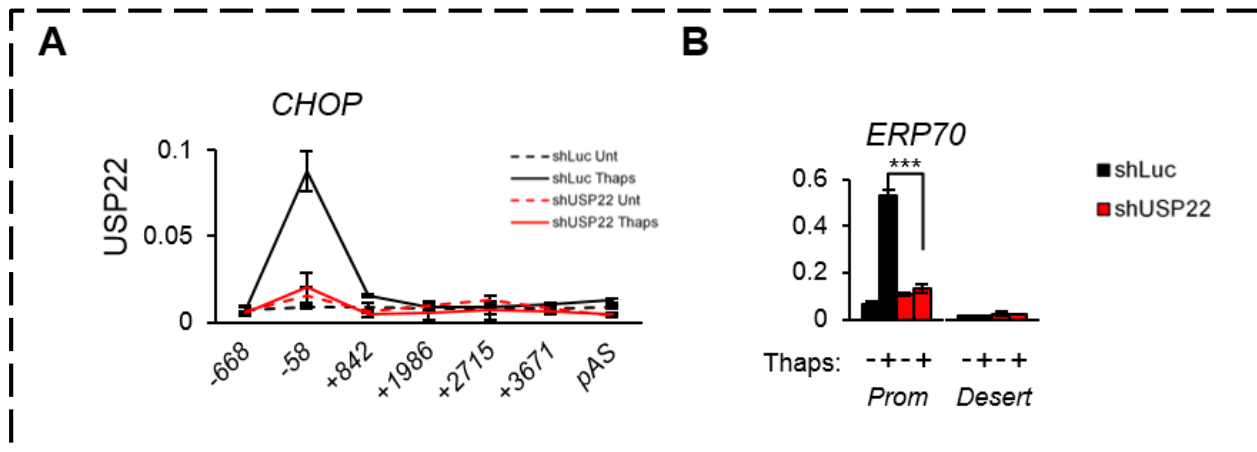 A
CHOP
USP22
0.1
0.05
0
shLuc Unt
shLuc Thaps
shUSP22 Unt
shUSP22 Thaps
-668
-58
+842
+1986
+2715
+3671
pAS
B
ERP70
***
0.6
0.4
0.2
0
shLuc
shUSP22
Thaps: -+-+ -+-+
Prom Desert